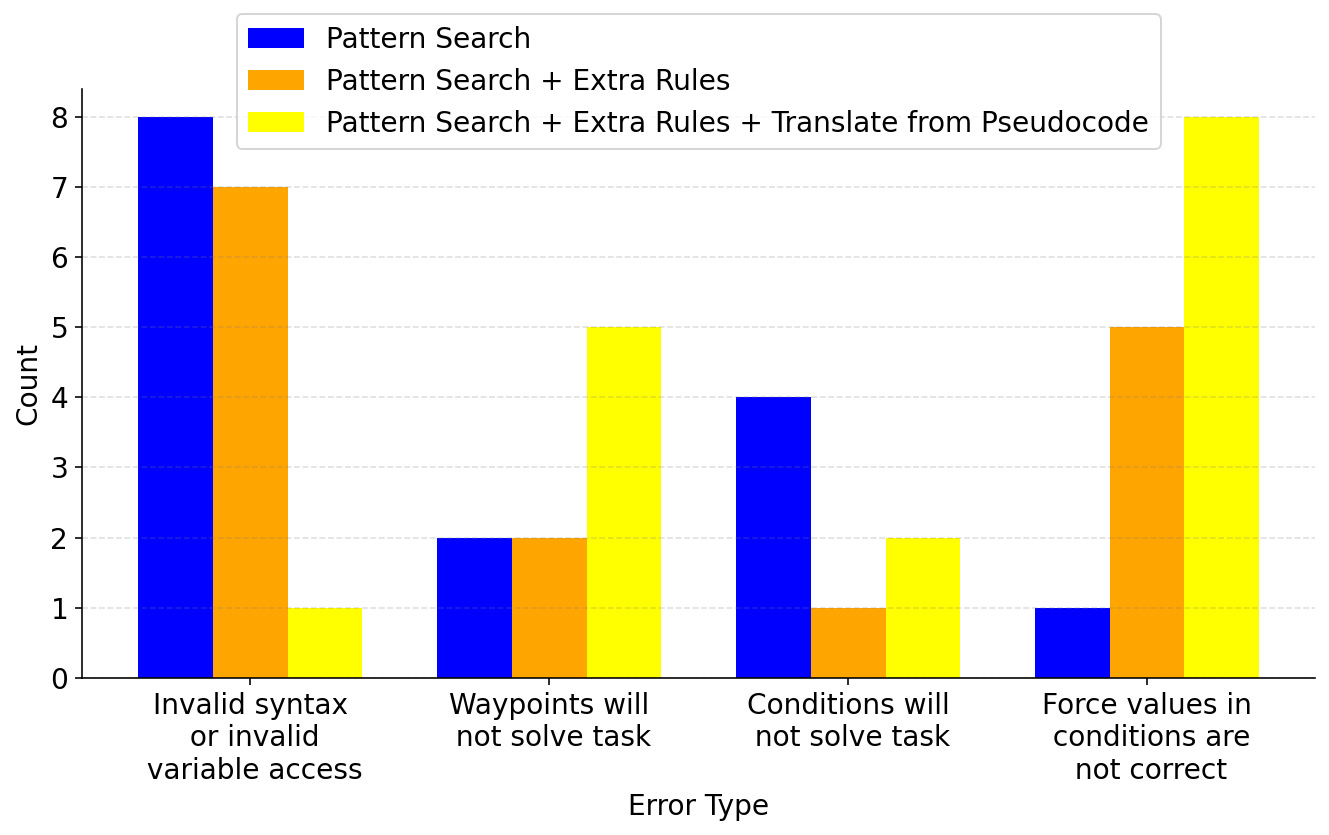 Pattern Search
Pattern Search + Extra Rules
Pattern Search + Extra Rules + Translate from Pseudocode
8
7
6
5
4
3
2
1
0
Count
Invalid syntax
or invalid
variable access
Waypoints will
not solve task
Conditions will
not solve task
Force values in
conditions are
not correct
Error Type